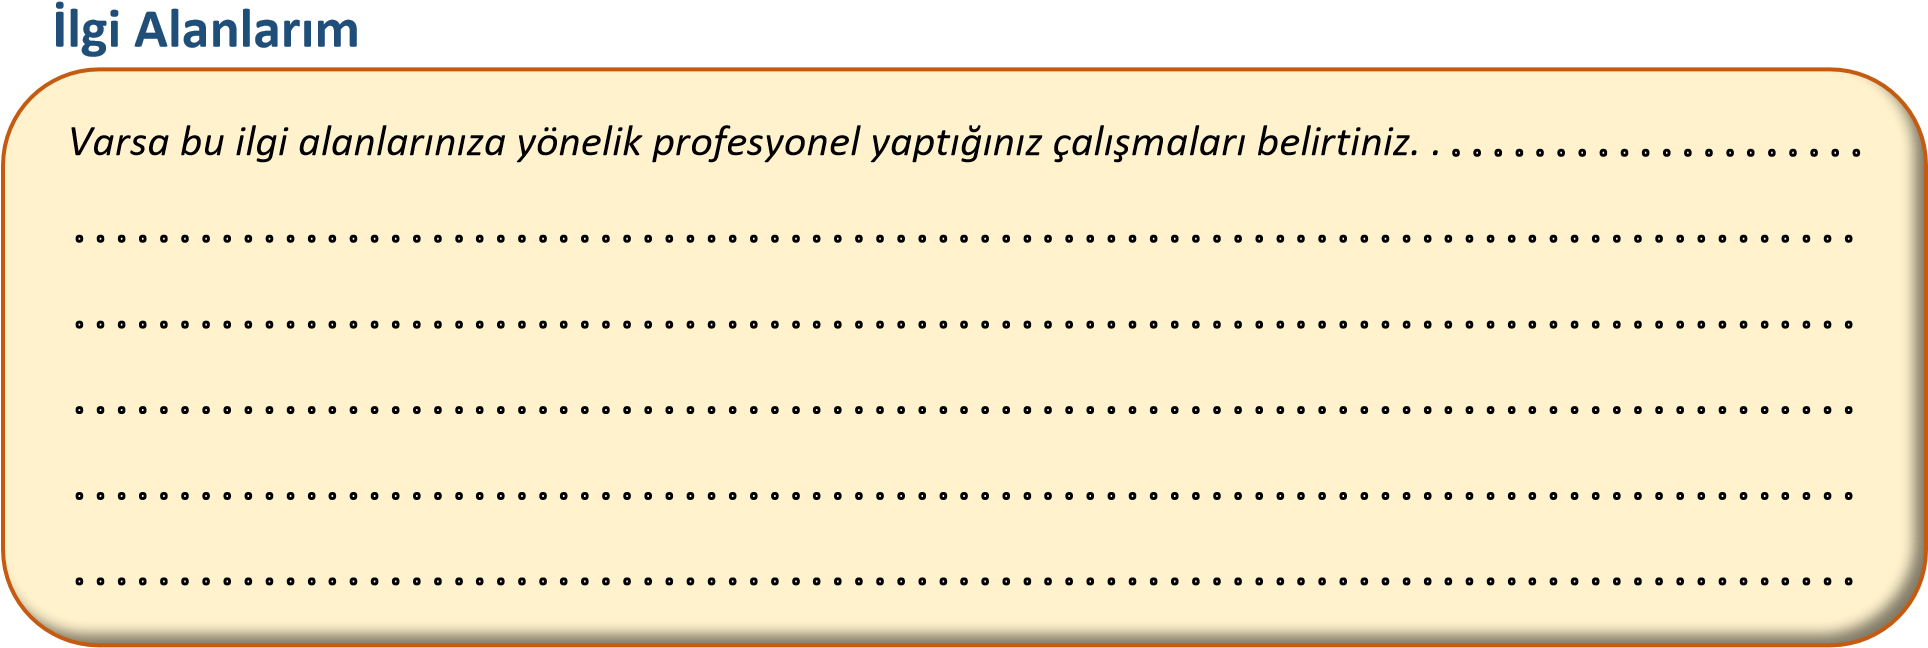 İlgi Alanlarım
Varsa bu ilgi alanlarınıza yönelik profesyonel yaptığınız çalışmaları belirtiniz. . . . . . . . . . . . . . . . . . . . . .
. . . . . . . . . . . . . . . . . . . . . . . . . . . . . . . . . . . . . . . . . . . . . . . . . . . . . . . . . . . . . . . . . . . . . . . . . . . . . . . . . . . . .
. . . . . . . . . . . . . . . . . . . . . . . . . . . . . . . . . . . . . . . . . . . . . . . . . . . . . . . . . . . . . . . . . . . . . . . . . . . . . . . . . . . . .
. . . . . . . . . . . . . . . . . . . . . . . . . . . . . . . . . . . . . . . . . . . . . . . . . . . . . . . . . . . . . . . . . . . . . . . . . . . . . . . . . . . . .
. . . . . . . . . . . . . . . . . . . . . . . . . . . . . . . . . . . . . . . . . . . . . . . . . . . . . . . . . . . . . . . . . . . . . . . . . . . . . . . . . . . . .
. . . . . . . . . . . . . . . . . . . . . . . . . . . . . . . . . . . . . . . . . . . . . . . . . . . . . . . . . . . . . . . . . . . . . . . . . . . . . . . . . . . . .